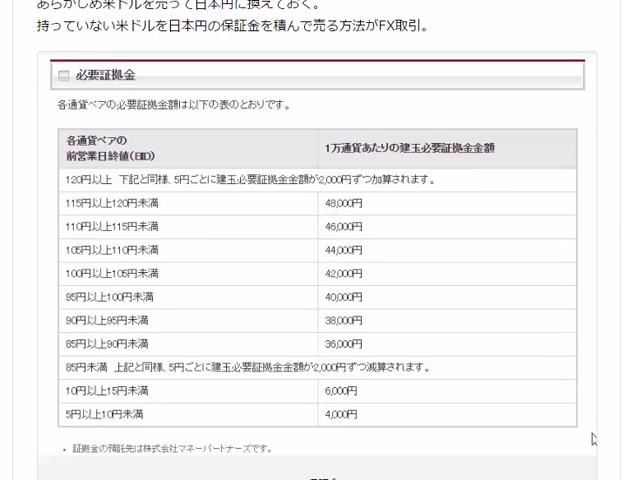 あらかじめ米ドルを売って日本円に換えておく。
持っていない米ドルを日本円の保証金を積んで売る方法がFX取引。
必要証拠金
各通貨ペアの必要証拠金額は以下の表のとおりです。
各通貨ペアの
前営業日終値(BID)
1万通貨あたりの建玉必要証拠金金額
120円以上 下記と同様、5円ごとに建玉必要証拠金金額が2,000円ずつ加算されます。
115円以上120円未満 48,000円
110円以上115円未満 46,000円
105円以上110円未満 44,000円
100円以上105円未満 42,000円
95円以上100円未満 40,000円
90円以上95円未満 38,000円
85円以上90円未満 36,000円
85円未満 上記と同様、5円ごとに建玉必要証拠金金額が2,000円ずつ減算されます。
10円以上15円未満 6,000円
5円以上10円未満 4,000円
・ 証拠金の預託先は株式会社マネーパートナーズです。